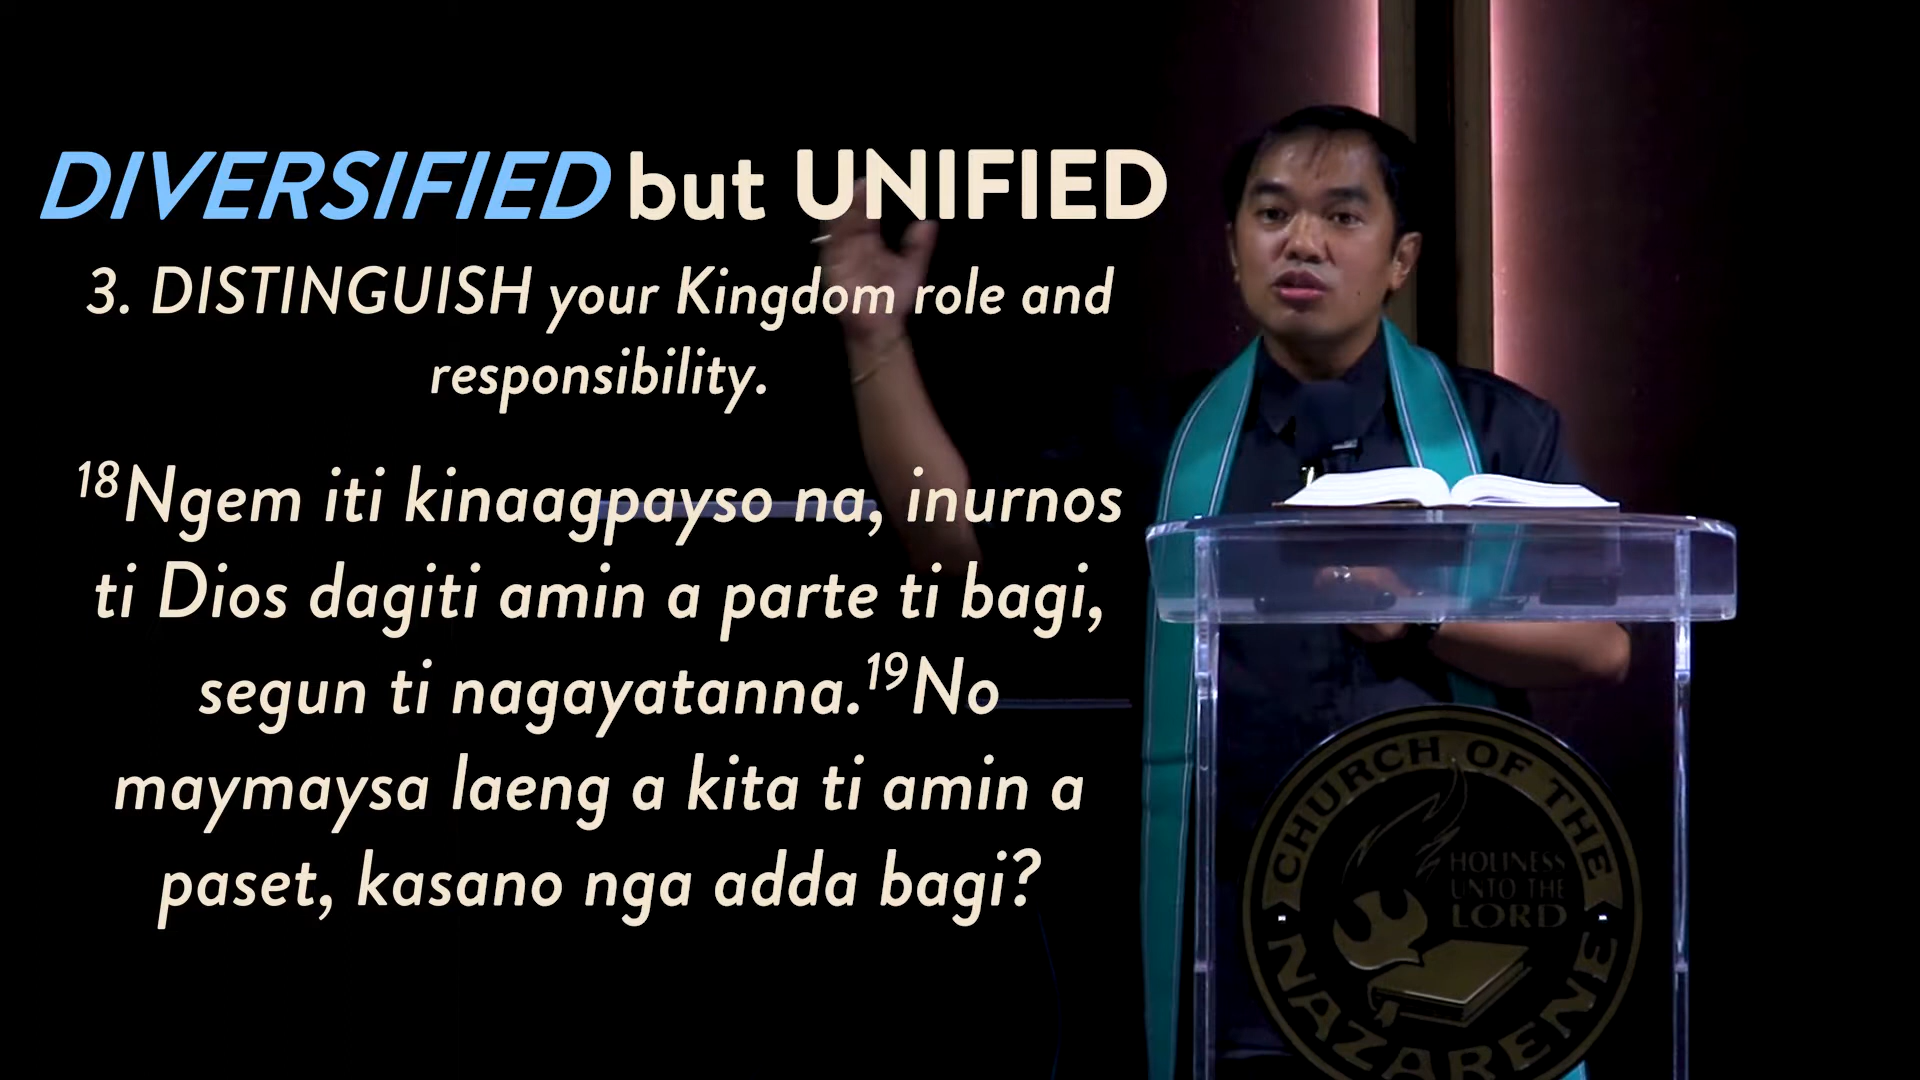 DIVERSIFIED but UNIFIED
3. DISTINGUISH your Kingdom role and
responsibility.
18Ngem iti kinaagpayso na, inurnos
ti Dios dagiti amin a parte ti bagi,
segun ti nagayatanna.19No
maymaysa laeng a kita ti amin a
paset, kasano nga adda bagi?
CHURCH OF THE
NAZARENE
HOLINESS
UNTO THE
LORD